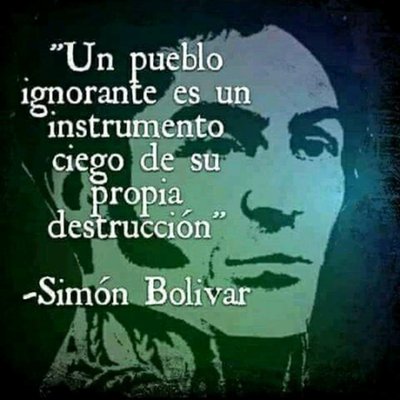 "Un pueblo
ignorante es un
instrumento
ciego de su
propia
destrucción"
-Simón Bolivar